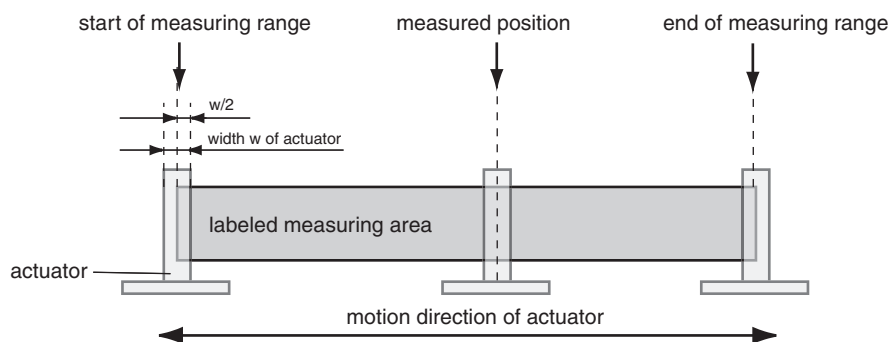 start of measuring range
measured position
end of measuring range
w/2
width w of actuator
labeled measuring area
actuator
motion direction of actuator